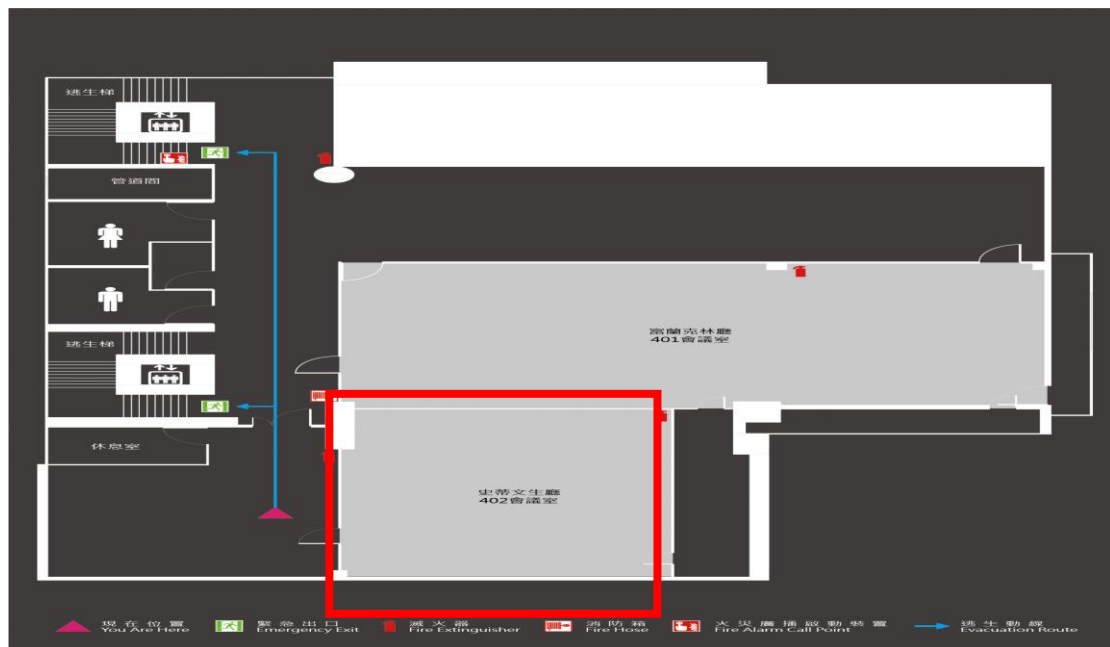 逃生梯
管道間
富蘭克林廳
401會議室
逃生梯
休息室
史蒂文生廳
402會議室
現在位置
You Are Here
緊急出口
Emergency Exit
滅火器
Fire Extinguisher
消防箱
Fire Hose
火災廣播啟動裝置
Fire Alarm Call Point
逃生動線
Evacuation Route